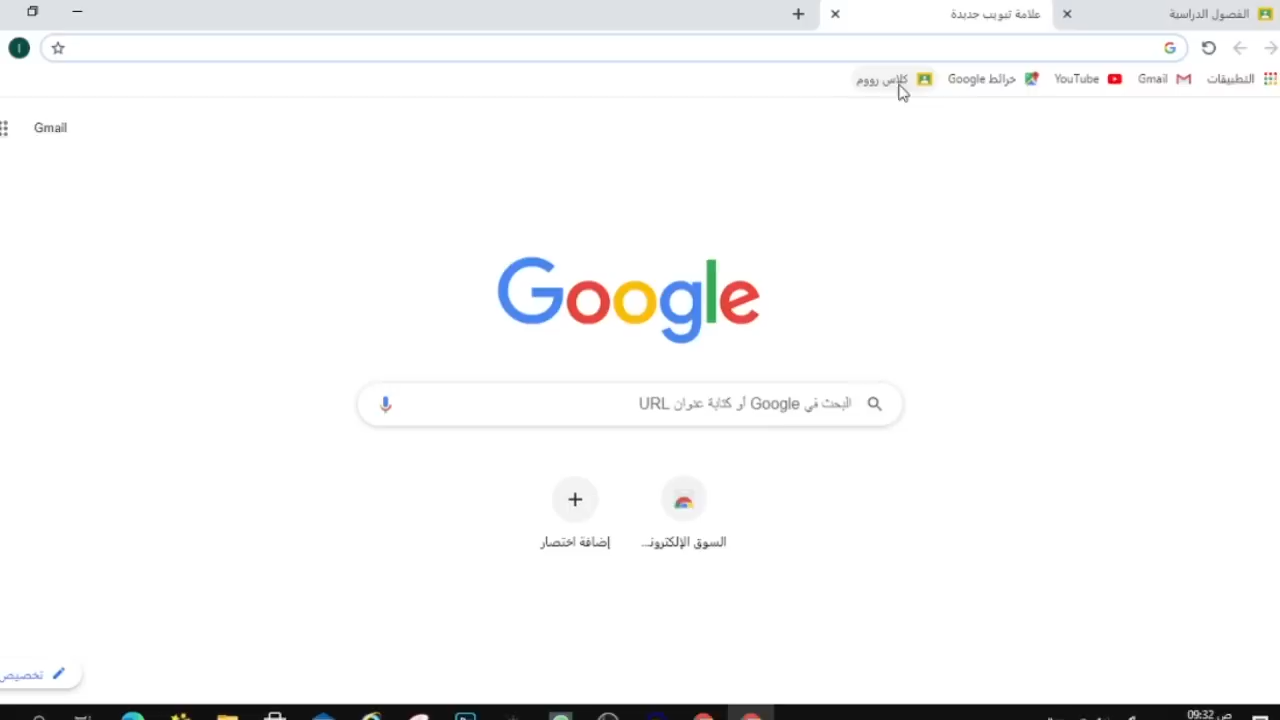 الفصول الدراسية
علامة تبويب جديدة
التطبيقات
Gmail
YouTube
خرائط Google
كلاس رووم
Gmail
Google
البحث في Google أو كتابة عنوان URL
السوق الإلكترونـ...
إضافة اختصار
تخصيص
09:32 ص